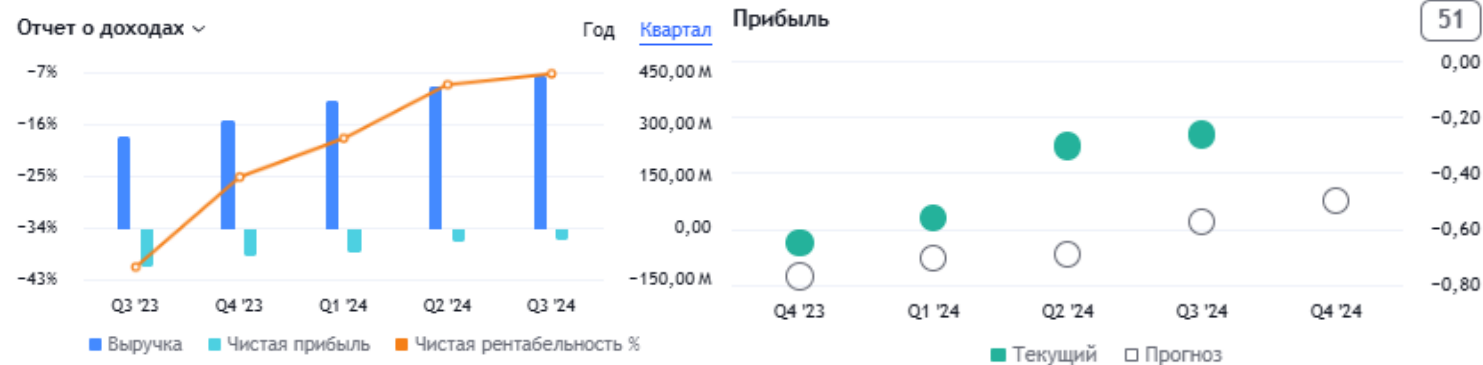 Отчет о доходах
Год Квартал
−7%
−16%
−25%
−34%
−43%
450,00 M
300,00 M
150,00 M
0,00
−150,00 M
Q3 '23 Q4 '23 Q1 '24 Q2 '24 Q3 '24
Выручка Чистая прибыль Чистая рентабельность %
Прибыль
51
0,00
−0,20
−0,40
−0,60
−0,80
Q4 '23 Q1 '24 Q2 '24 Q3 '24 Q4 '24
Текущий Прогноз